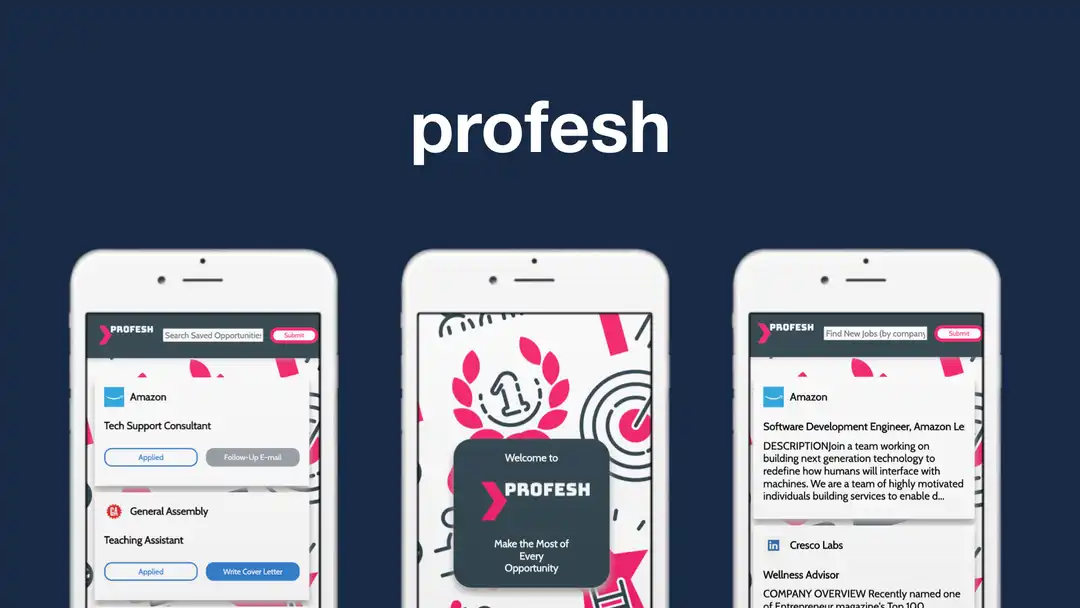 profesh
PROFESH
Search Saved Opportunities
Submit
Amazon
Tech Support Consultant
Applied
Follow-Up E-mail
GA
General Assembly
Teaching Assistant
Applied
Write Cover Letter
1
Welcome to
PROFESH
Make the Most of
Every
Opportunity
PROFESH
Find New Jobs (by company
Submit
Amazon
Software Development Engineer, Amazon Le
DESCRIPTIONJoin a team working on
building next generation technology to
redefine how humans will interface with
machines. We are a team of highly motivated
individuals building services to enable d...
in
Cresco Labs
Wellness Advisor
COMPANY OVERVIEW Recently named one
of Entrepreneur magazine's Top 100